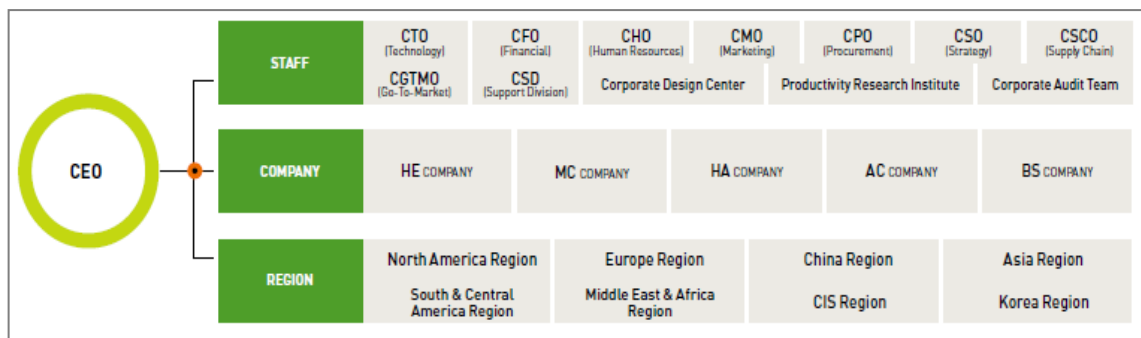 CEO
STAFF
CTO
(Technology)
CFO
(Financial)
CHO
(Human Resources)
CMO
(Marketing)
CPO
(Procurement)
CSO
(Strategy)
CSCO
(Supply Chain)
CGTMO
(Go-To-Market)
CSD
(Support Division)
Corporate Design Center
Productivity Research Institute
Corporate Audit Team
COMPANY
HE COMPANY
MC COMPANY
HA COMPANY
AC COMPANY
BS COMPANY
REGION
North America Region
Europe Region
China Region
Asia Region
South & Central
America Region
Middle East & Africa
Region
CIS Region
Korea Region